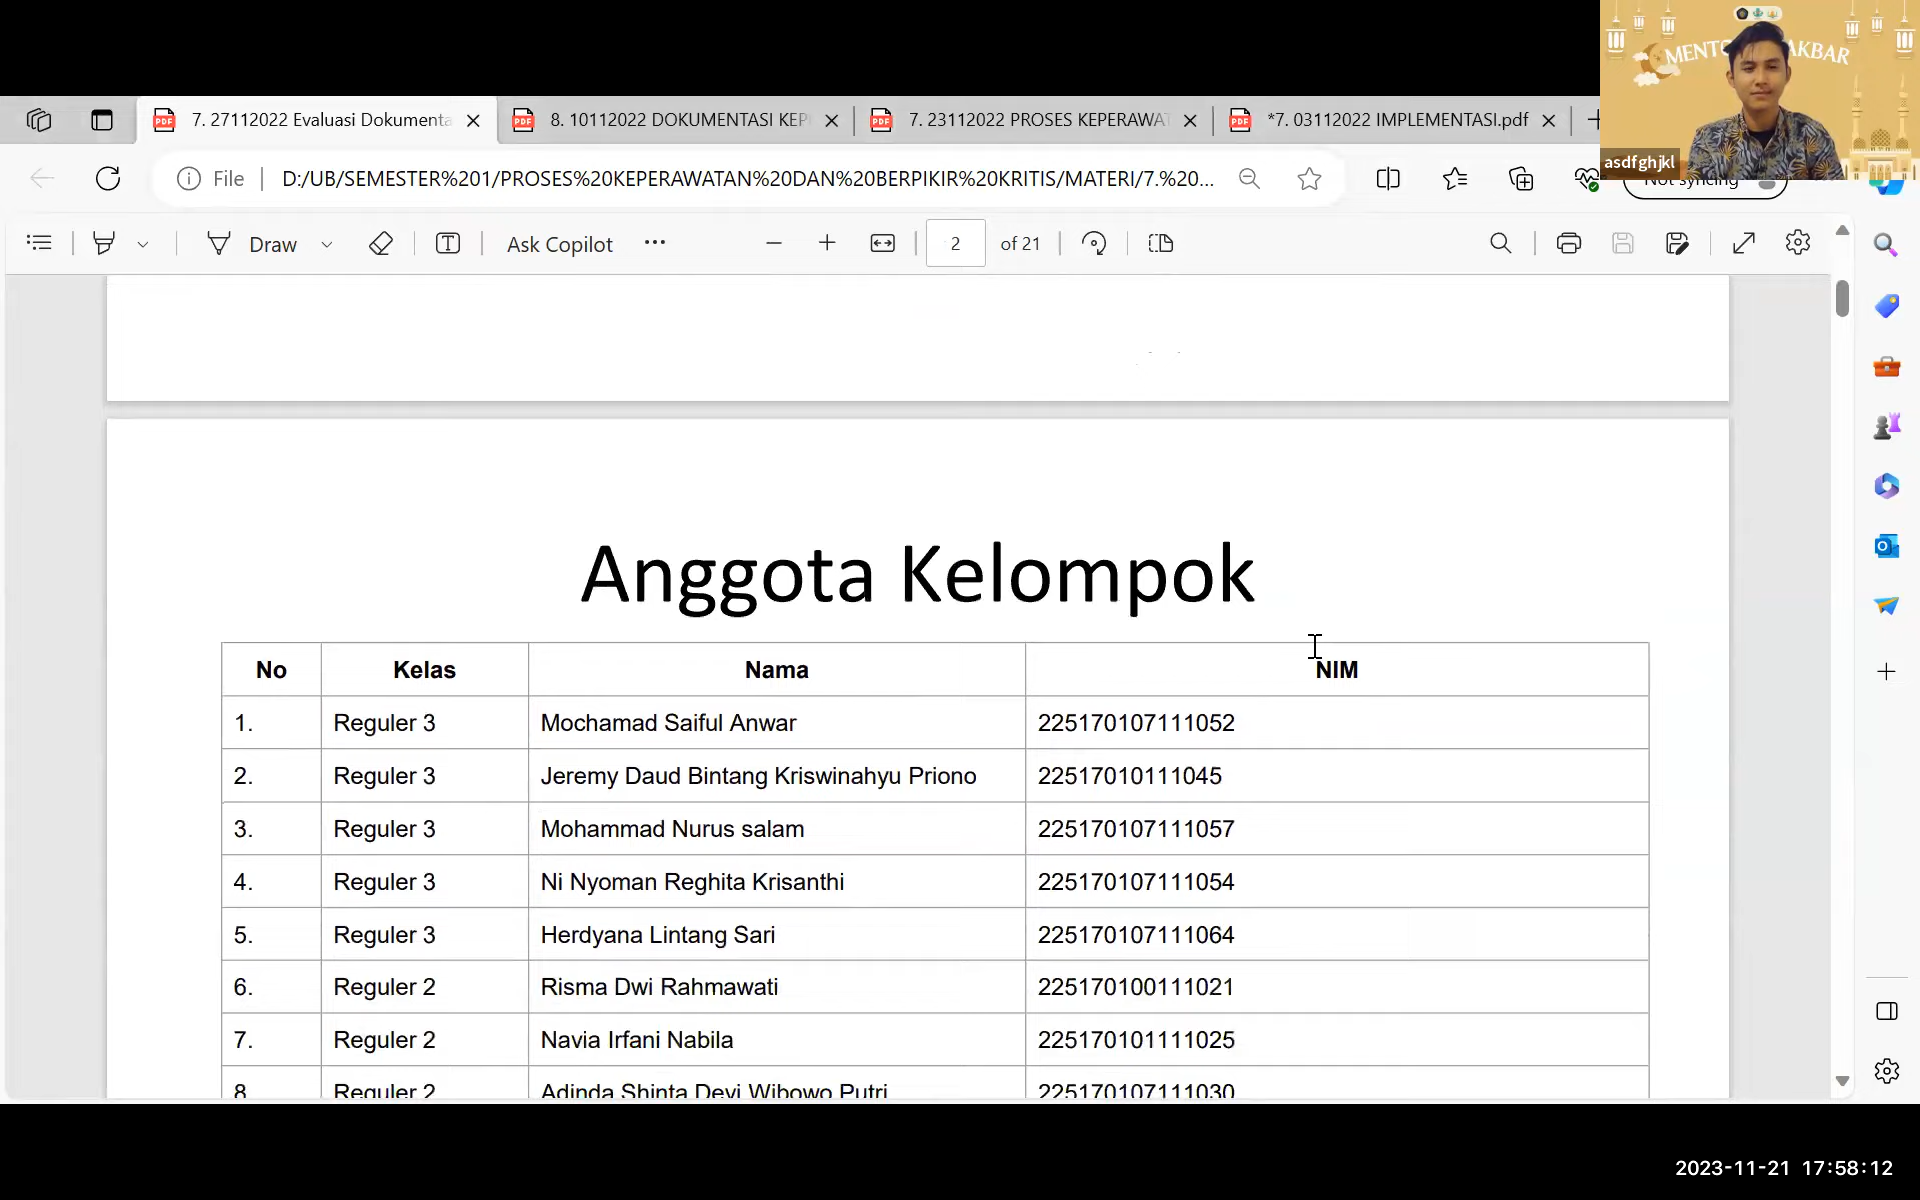 MENTO AKBAR
asdfghjkl
7. 27112022 Evaluasi Dokumenta
8. 10112022 DOKUMENTASI KEP
7. 23112022 PROSES KEPERAWAT
*7. 03112022 IMPLEMENTASI.pdf
File
D:/UB/SEMESTER%201/PROSES%20KEPERAWATAN%20DAN%20BERPIKIR%20KRITIS/MATERI/7.%20...
Not syncing
Draw
Ask Copilot
2 of 21
Anggota Kelompok
No Kelas Nama NIM
1. Reguler 3 Mochamad Saiful Anwar 225170107111052
2. Reguler 3 Jeremy Daud Bintang Kriswinahyu Priono 22517010111045
3. Reguler 3 Mohammad Nurus salam 225170107111057
4. Reguler 3 Ni Nyoman Reghita Krisanthi 225170107111054
5. Reguler 3 Herdyana Lintang Sari 225170107111064
6. Reguler 2 Risma Dwi Rahmawati 225170100111021
7. Reguler 2 Navia Irfani Nabila 225170101111025
8. Reguler 2 Adinda Shinta Devi Wibowo Putri 225170107111030
2023-11-21 17:58:12